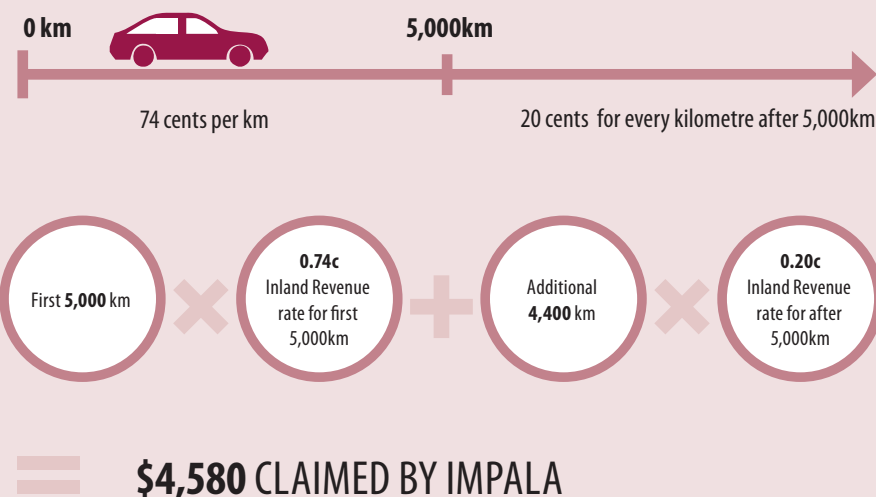 0 km
5,000km
74 cents per km
20 cents for every kilometre after 5,000km
First 5,000 km
0.74c
Inland Revenue
rate for first
5,000km
Additional
4,400 km
0.20c
Inland Revenue
rate for after
5,000km
$4,580 CLAIMED BY IMPALA